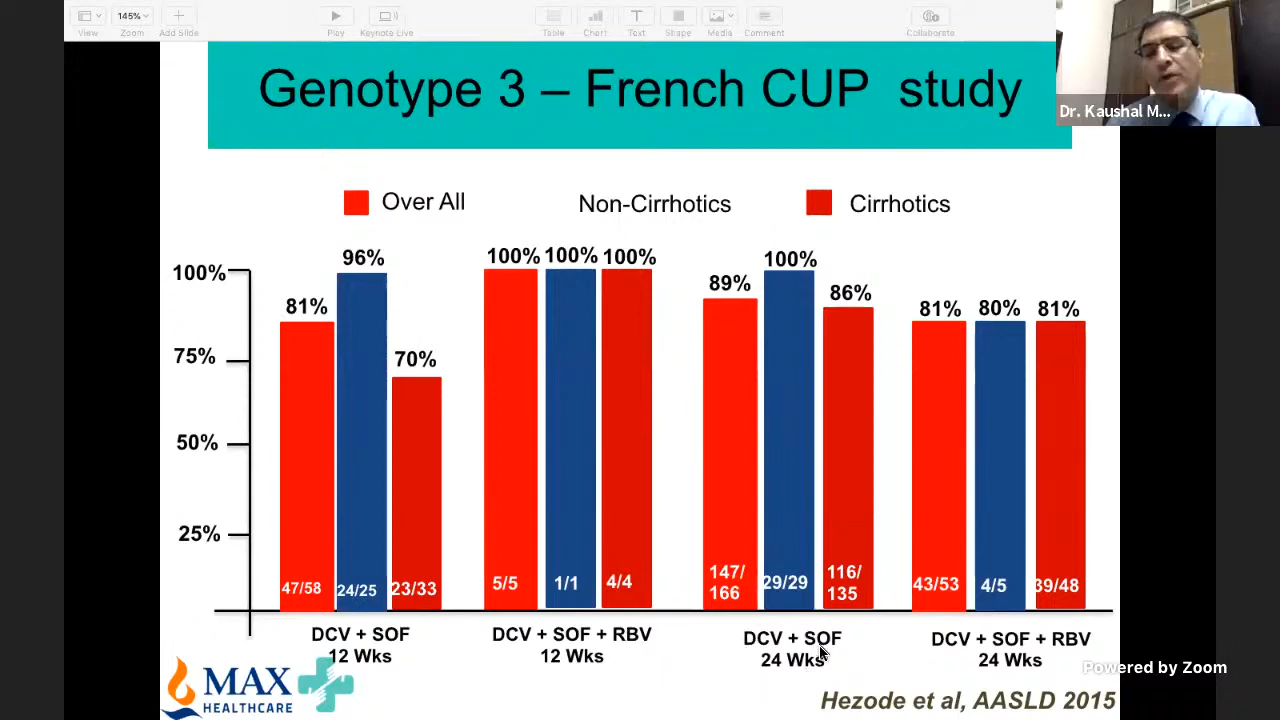 145%
View
Zoom
Add Slide
Play
Keynote Live
Table
Chart
Text
Shape
Media
Comment
Collaborate
Dr. Kaushal M...
Genotype 3 – French CUP study
Over All
Non-Cirrhotics
Cirrhotics
100%
75%
50%
25%
81%
96%
70%
100%
100%
100%
89%
100%
86%
81%
80%
81%
47/58
24/25
23/33
5/5
1/1
4/4
147/
166
29/29
116/
135
43/53
4/5
39/48
DCV + SOF
12 Wks
DCV + SOF + RBV
12 Wks
DCV + SOF
24 Wks
DCV + SOF + RBV
24 Wks
MAX
HEALTHCARE
Powered by Zoom
Hezode et al, AASLD 2015